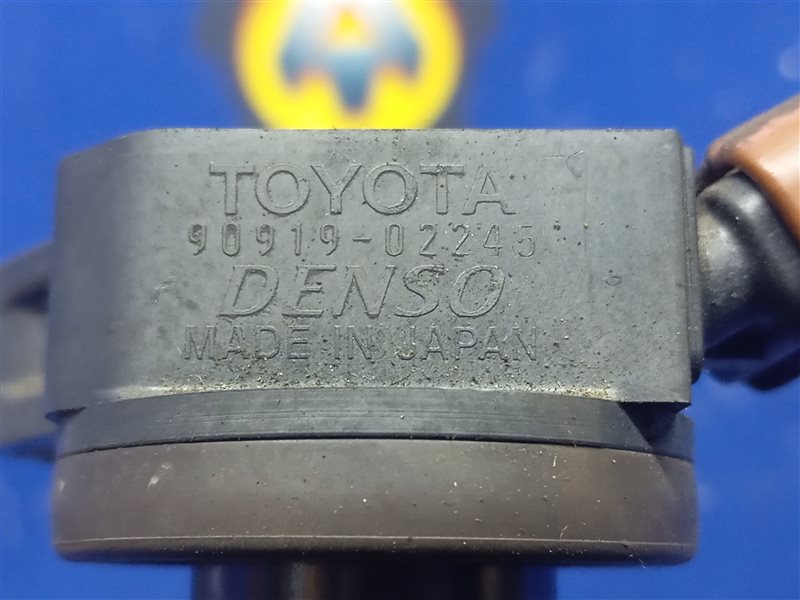 TOYOTA
90919-02245
DENSO
MADE IN JAPAN